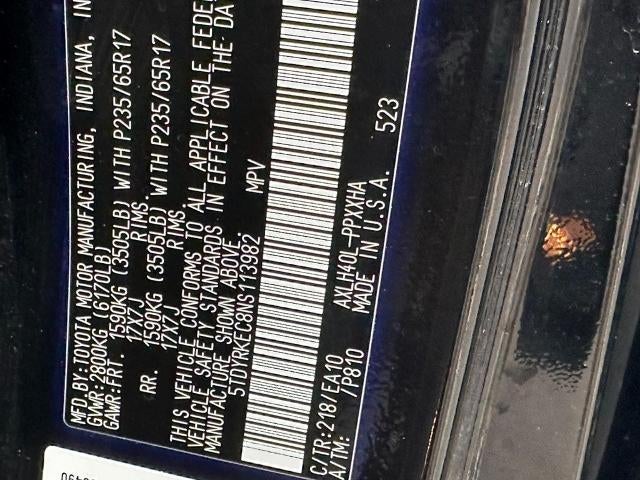 MFD. BY: TOYOTA MOTOR MANUFACTURING, INDIANA, IN
GVWR: 2800KG (6170LB)
GAWR: FRT. 1590KG (3505LB) WITH P235/65R17
17X7J RIMS.
RR. 1590KG (3505LB) WITH P235/65R17
17X7J RIMS.
THIS VEHICLE CONFORMS TO ALL APPLICABLE FEDE
VEHICLE SAFETY STANDARDS IN EFFECT ON THE DA
MANUFACTURE SHOWN ABOVE
5TDYRKEC8NS113982 MPV
C/TR: 218/EA10 AXLH40L-PPXXHA
A/TM: /P810 MADE IN U.S.A. 523